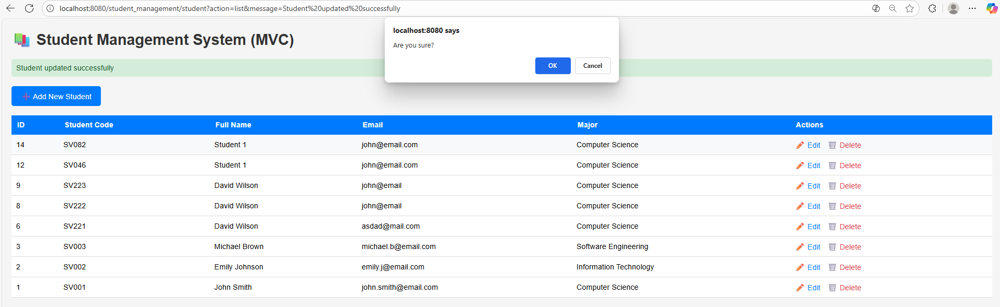 localhost:8080/student_management/student?action=list&message=Student%20updated%20successfully
localhost:8080 says
Are you sure?
OK Cancel
Student Management System (MVC)
Student updated successfully
Add New Student
ID Student Code Full Name Email Major Actions
14 SV082 Student 1 john@email.com Computer Science Edit Delete
12 SV046 Student 1 john@email.com Computer Science Edit Delete
9 SV223 David Wilson john@email Computer Science Edit Delete
8 SV222 David Wilson john@email Computer Science Edit Delete
6 SV221 David Wilson asdad@mail.com Computer Science Edit Delete
3 SV003 Michael Brown michael.b@email.com Software Engineering Edit Delete
2 SV002 Emily Johnson emily.j@email.com Information Technology Edit Delete
1 SV001 John Smith john.smith@email.com Computer Science Edit Delete